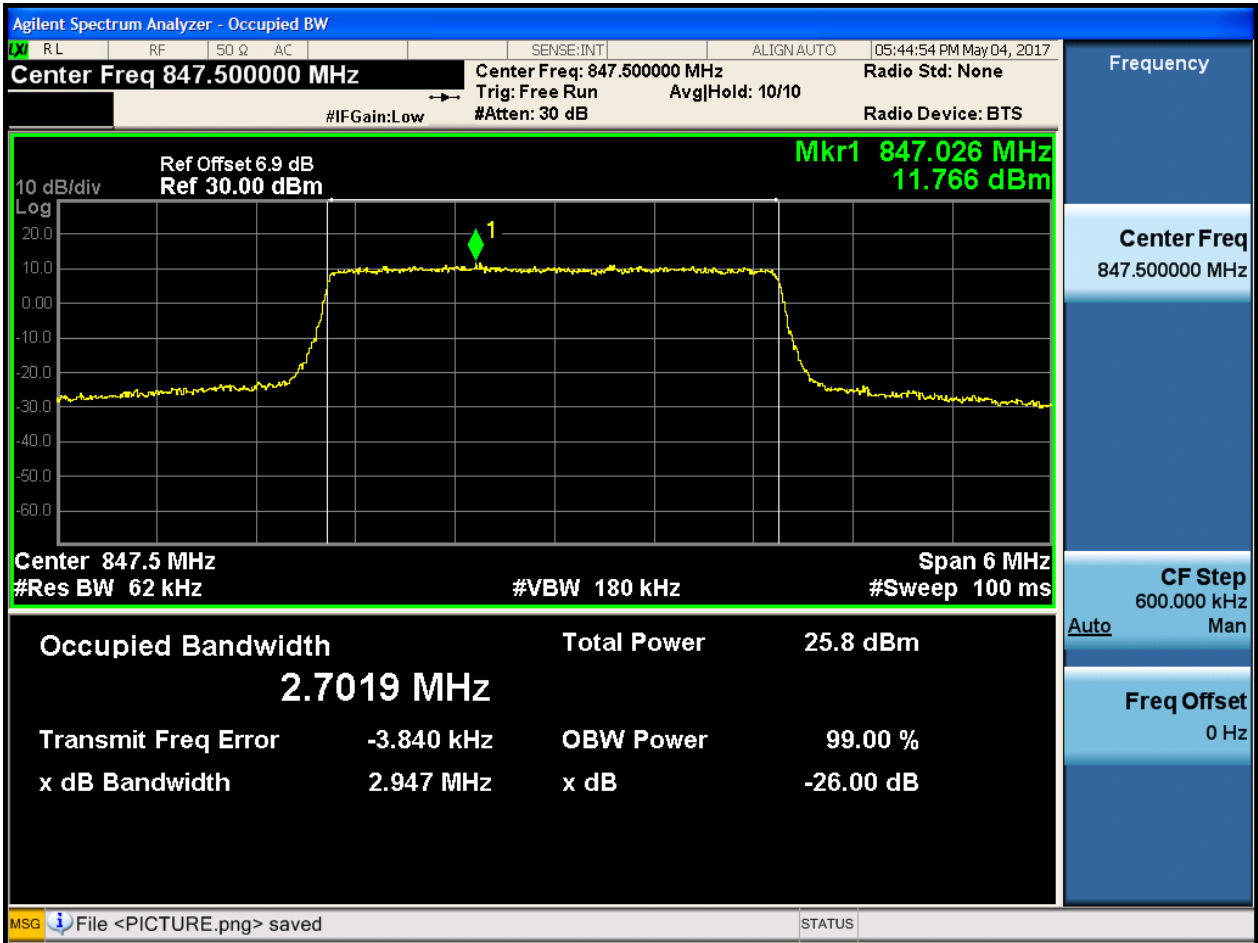 Agilent Spectrum Analyzer - Occupied BW
LXI RL RF 50 Ω AC SENSE:INT ALIGN AUTO 05:44:54 PM May 04, 2017
Center Freq 847.500000 MHz
Center Freq: 847.500000 MHz Radio Std: None
Trig: Free Run Avg|Hold: 10/10
#IFGain:Low #Atten: 30 dB Radio Device: BTS
Mkr1 847.026 MHz
11.766 dBm
Ref Offset 6.9 dB
10 dB/div Ref 30.00 dBm
Log
20.0
10.0
0.00
-10.0
-20.0
-30.0
-40.0
-50.0
-60.0
1
Center 847.5 MHz Span 6 MHz
#Res BW 62 kHz #VBW 180 kHz #Sweep 100 ms
Occupied Bandwidth Total Power 25.8 dBm
2.7019 MHz
Transmit Freq Error -3.840 kHz OBW Power 99.00 %
x dB Bandwidth 2.947 MHz x dB -26.00 dB
Frequency
Center Freq
847.500000 MHz
CF Step
600.000 kHz
Auto Man
Freq Offset
0 Hz
MSG File <PICTURE.png> saved STATUS